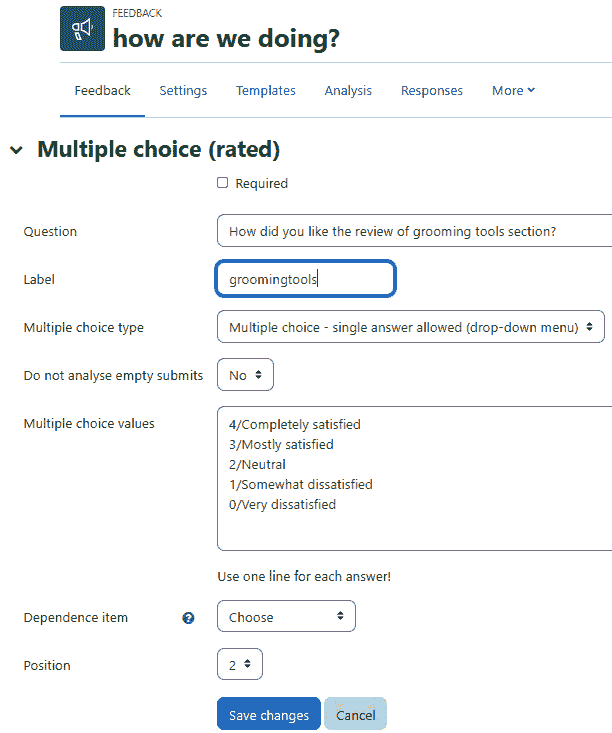 FEEDBACK
how are we doing?
Feedback Settings Templates Analysis Responses More
Multiple choice (rated)
Required
Question How did you like the review of grooming tools section?
Label groomingtools
Multiple choice type Multiple choice - single answer allowed (drop-down menu)
Do not analyse empty submits No
Multiple choice values 4/Completely satisfied
3/Mostly satisfied
2/Neutral
1/Somewhat dissatisfied
0/Very dissatisfied
Use one line for each answer!
Dependence item ? Choose
Position 2
Save changes Cancel